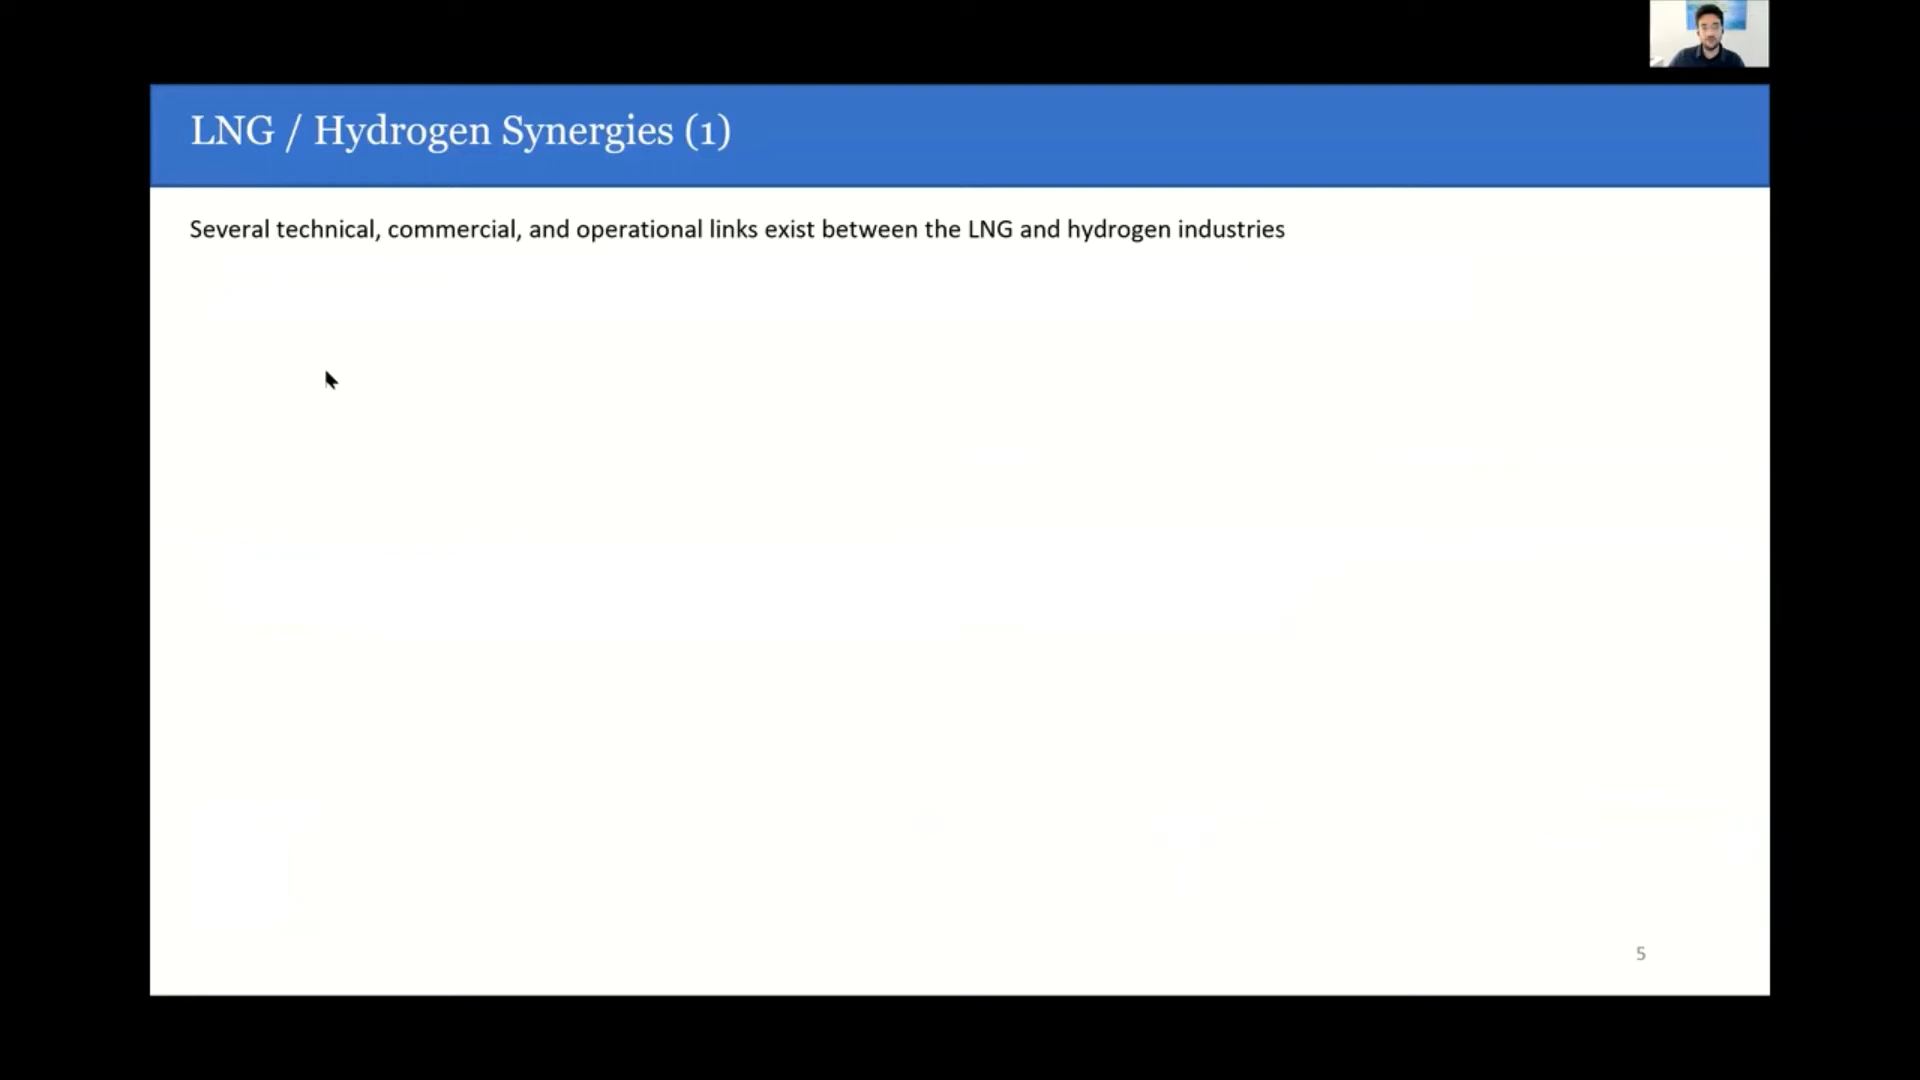 LNG / Hydrogen Synergies (1)
Several technical, commercial, and operational links exist between the LNG and hydrogen industries
5